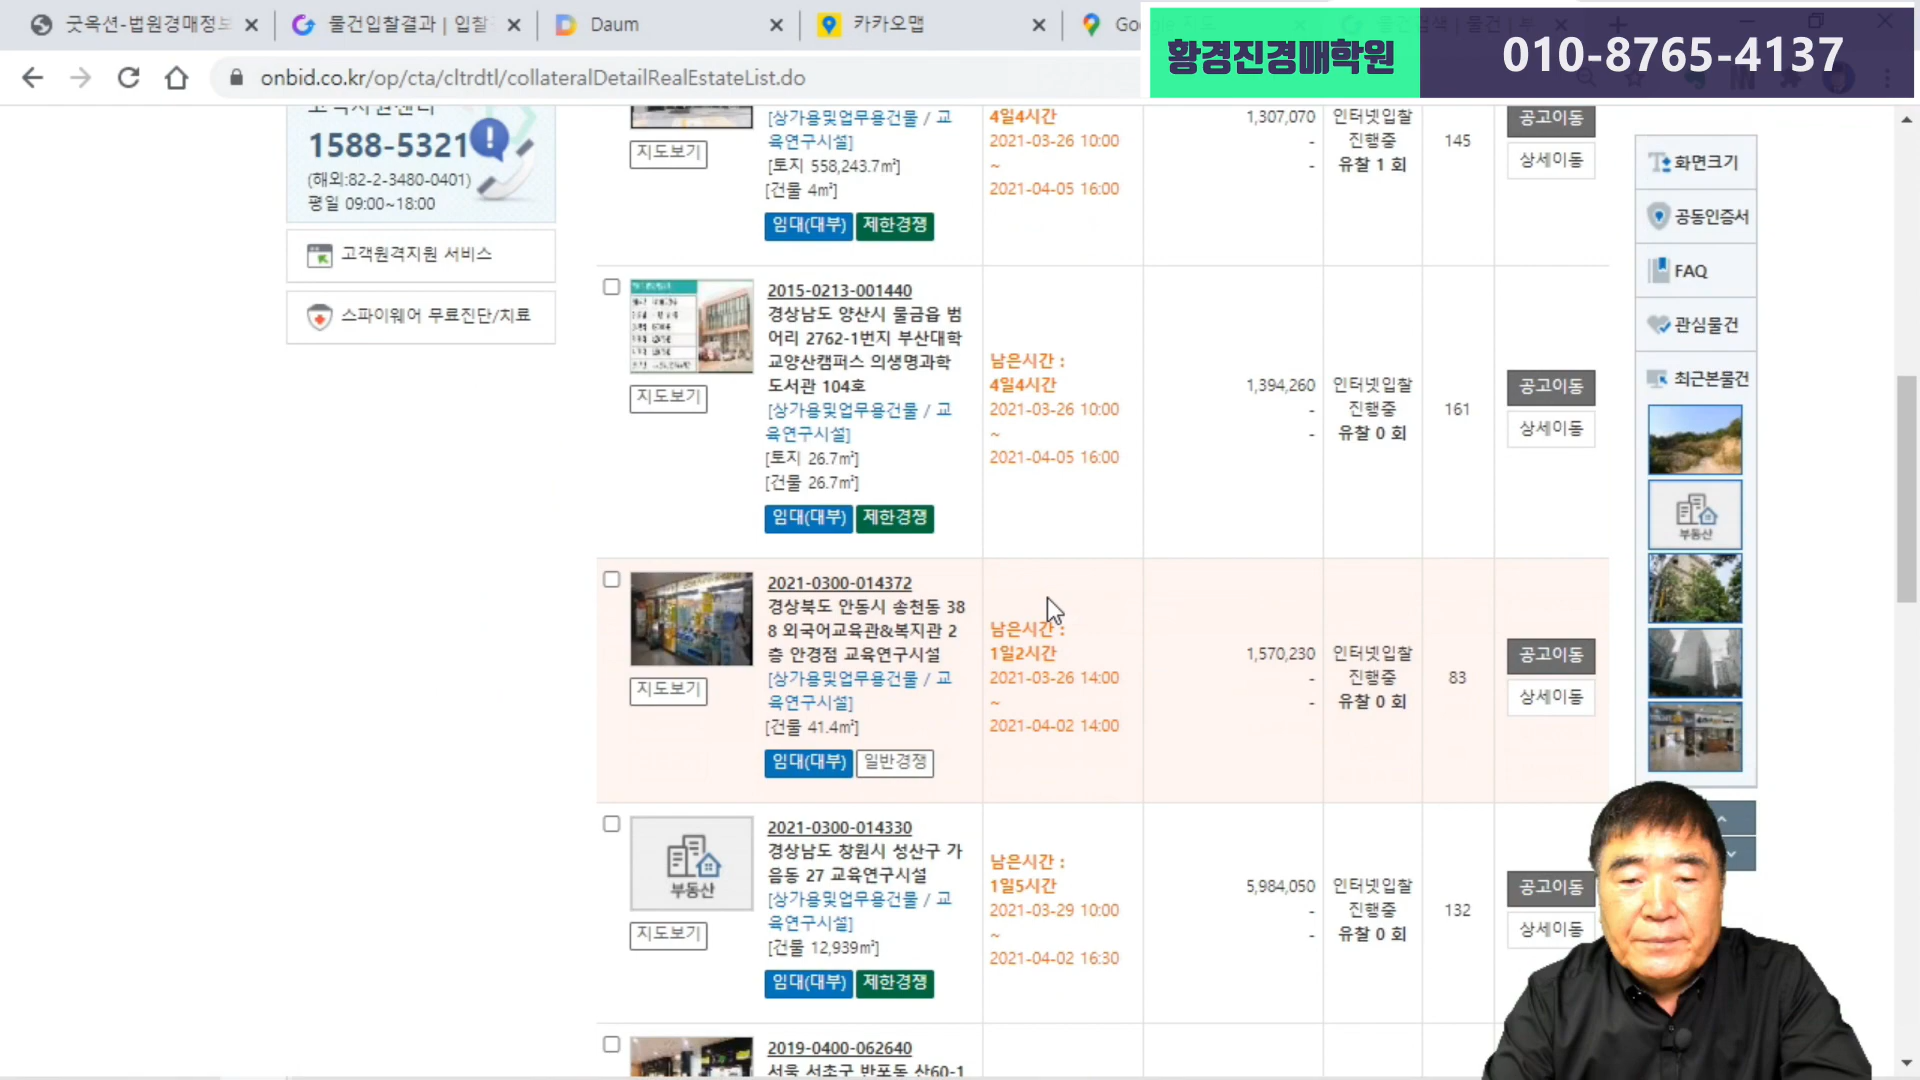 굿옥션-법원경매정보
물건입찰결과 | 입찰
Daum
카카오맵
황경진경매학원
010-8765-4137
onbid.co.kr/op/cta/cltrdtl/collateralDetailRealEstateList.do
고객지원센터
1588-5321
(해외:82-2-3480-0401)
평일 09:00~18:00
고객원격지원 서비스
스파이웨어 무료진단/치료
지도보기
[상가용및업무용건물 / 교
육연구시설]
[토지 558,243.7㎡]
[건물 4㎡]
임대(대부) 제한경쟁
4일4시간
2021-03-26 10:00
~
2021-04-05 16:00
1,307,070
-
-
인터넷입찰
진행중
유찰 1 회
145
공고이동
상세이동
지도보기
2015-0213-001440
경상남도 양산시 물금읍 범
어리 2762-1번지 부산대학
교양산캠퍼스 의생명과학
도서관 104호
[상가용및업무용건물 / 교
육연구시설]
[토지 26.7㎡]
[건물 26.7㎡]
임대(대부) 제한경쟁
남은시간 :
4일4시간
2021-03-26 10:00
~
2021-04-05 16:00
1,394,260
-
-
인터넷입찰
진행중
유찰 0 회
161
공고이동
상세이동
지도보기
2021-0300-014372
경상북도 안동시 송천동 38
8 외국어교육관&복지관 2
층 안경점 교육연구시설
[상가용및업무용건물 / 교
육연구시설]
[건물 41.4㎡]
임대(대부) 일반경쟁
남은시간 :
1일2시간
2021-03-26 14:00
~
2021-04-02 14:00
1,570,230
-
-
인터넷입찰
진행중
유찰 0 회
83
공고이동
상세이동
부동산
지도보기
2021-0300-014330
경상남도 창원시 성산구 가
음동 27 교육연구시설
[상가용및업무용건물 / 교
육연구시설]
[건물 12,939㎡]
임대(대부) 제한경쟁
남은시간 :
1일5시간
2021-03-29 10:00
~
2021-04-02 16:30
5,984,050
-
-
인터넷입찰
진행중
유찰 0 회
132
공고이동
상세이동
2019-0400-062640
서울 서초구 반포동 산60-1
화면크기
공동인증서
FAQ
관심물건
최근본물건
부동산